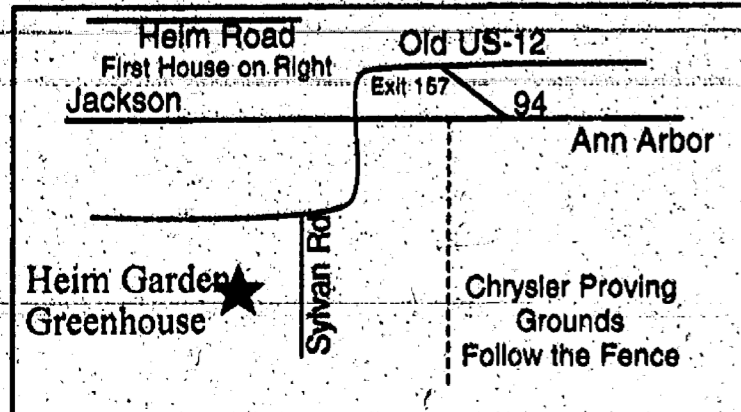 Heim Road
First House on Right
Old US-12
Exit 157
Jackson
94
Ann Arbor
Sylvan Rd
Heim Garden
Greenhouse
Chrysler Proving
Grounds
Follow the Fence